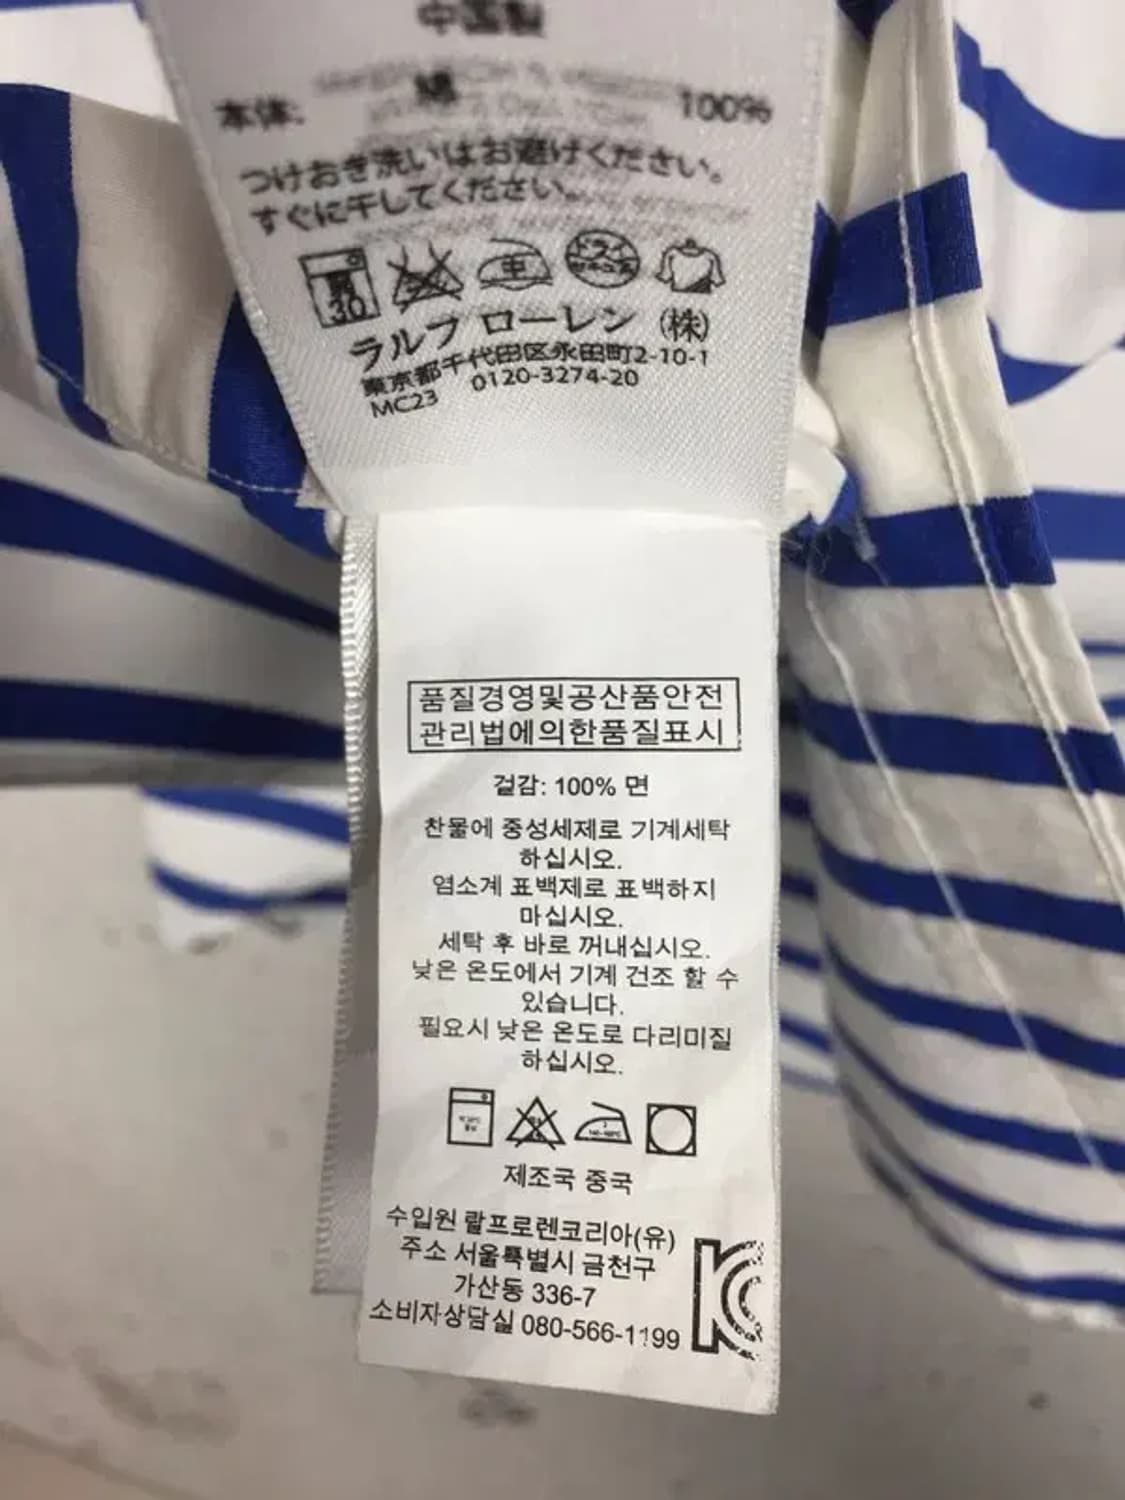 中国製
本体: 綿 100%
つけおき洗いはお避けください。
すぐに干してください。
30 中 ドライ
ラルフ ローレン (株)
東京都千代田区永田町2-10-1
0120-3274-20
MC23
품질경영및공산품안전
관리법에의한품질표시
걸감: 100% 면
찬물에 중성세제로 기계세탁
하십시오.
염소계 표백제로 표백하지
마십시오.
세탁 후 바로 꺼내십시오.
낮은 온도에서 기계 건조 할 수
있습니다.
필요시 낮은 온도로 다리미질
하십시오.
제조국 중국
수입원 랄프로렌코리아(유)
주소 서울특별시 금천구
가산동 336-7
소비자상담실 080-566-1199